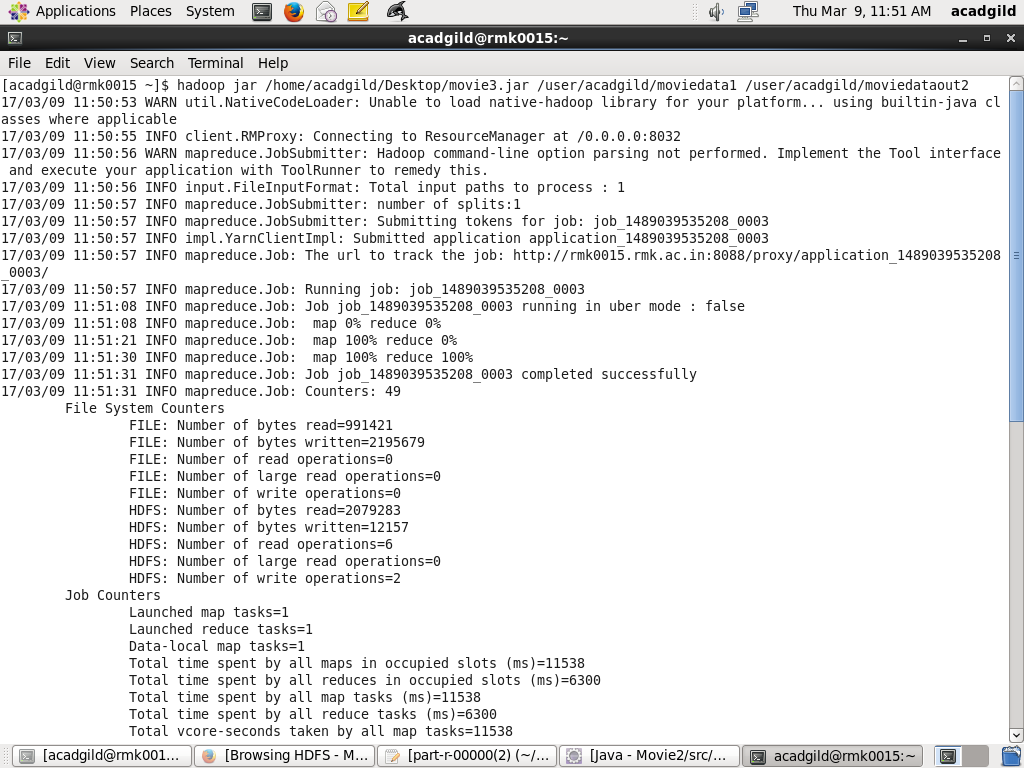 Applications Places System Thu Mar 9, 11:51 AM acadgild
acadgild@rmk0015:~
File Edit View Search Terminal Help
[acadgild@rmk0015 ~]$ hadoop jar /home/acadgild/Desktop/movie3.jar /user/acadgild/moviedata1 /user/acadgild/moviedataout2
17/03/09 11:50:53 WARN util.NativeCodeLoader: Unable to load native-hadoop library for your platform... using builtin-java cl
asses where applicable
17/03/09 11:50:55 INFO client.RMProxy: Connecting to ResourceManager at /0.0.0.0:8032
17/03/09 11:50:56 WARN mapreduce.JobSubmitter: Hadoop command-line option parsing not performed. Implement the Tool interface
 and execute your application with ToolRunner to remedy this.
17/03/09 11:50:56 INFO input.FileInputFormat: Total input paths to process : 1
17/03/09 11:50:57 INFO mapreduce.JobSubmitter: number of splits:1
17/03/09 11:50:57 INFO mapreduce.JobSubmitter: Submitting tokens for job: job_1489039535208_0003
17/03/09 11:50:57 INFO impl.YarnClientImpl: Submitted application application_1489039535208_0003
17/03/09 11:50:57 INFO mapreduce.Job: The url to track the job: http://rmk0015.rmk.ac.in:8088/proxy/application_1489039535208
_0003/
17/03/09 11:50:57 INFO mapreduce.Job: Running job: job_1489039535208_0003
17/03/09 11:51:08 INFO mapreduce.Job: Job job_1489039535208_0003 running in uber mode : false
17/03/09 11:51:08 INFO mapreduce.Job:  map 0% reduce 0%
17/03/09 11:51:21 INFO mapreduce.Job:  map 100% reduce 0%
17/03/09 11:51:30 INFO mapreduce.Job:  map 100% reduce 100%
17/03/09 11:51:31 INFO mapreduce.Job: Job job_1489039535208_0003 completed successfully
17/03/09 11:51:31 INFO mapreduce.Job: Counters: 49
File System Counters
FILE: Number of bytes read=991421
FILE: Number of bytes written=2195679
FILE: Number of read operations=0
FILE: Number of large read operations=0
FILE: Number of write operations=0
HDFS: Number of bytes read=2079283
HDFS: Number of bytes written=12157
HDFS: Number of read operations=6
HDFS: Number of large read operations=0
HDFS: Number of write operations=2
Job Counters
Launched map tasks=1
Launched reduce tasks=1
Data-local map tasks=1
Total time spent by all maps in occupied slots (ms)=11538
Total time spent by all reduces in occupied slots (ms)=6300
Total time spent by all map tasks (ms)=11538
Total time spent by all reduce tasks (ms)=6300
Total vcore-seconds taken by all map tasks=11538
[acadgild@rmk001... [Browsing HDFS - M... [part-r-00000(2) (~/... [Java - Movie2/src/... acadgild@rmk0015:~